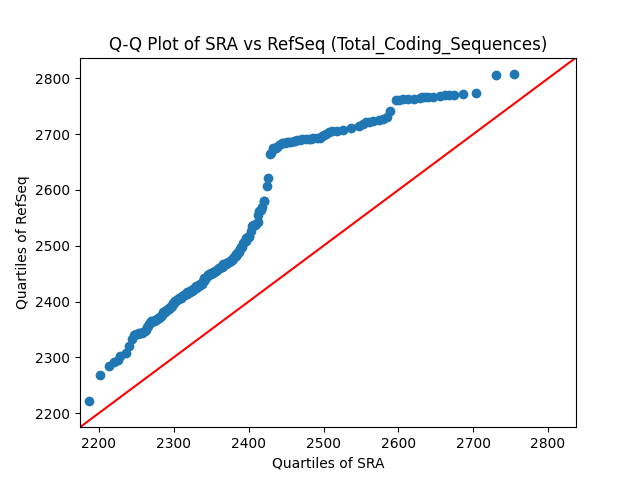 Q-Q Plot of SRA vs RefSeq (Total_Coding_Sequences)
Quartiles of RefSeq
2800
2700
2600
2500
2400
2300
2200
2200 2300 2400 2500 2600 2700 2800
Quartiles of SRA